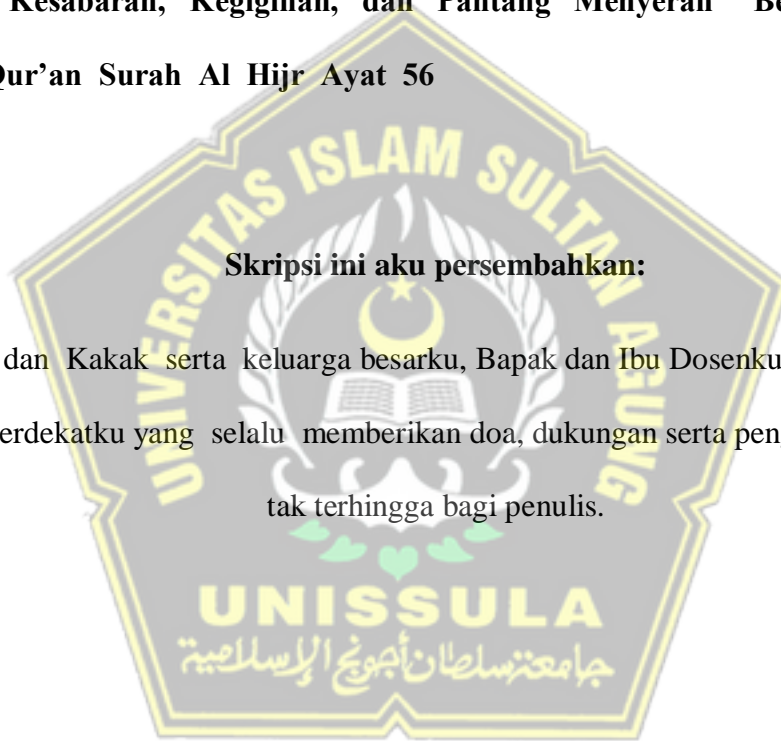 Kesabaran, Kegigihan, dan Pantang Menyerah
Qur’an Surah Al Hijr Ayat 56
UNIVERSITAS ISLAM SULTAN AGUNG
Skripsi ini aku persembahkan:
dan Kakak serta keluarga besarku, Bapak dan Ibu Dosenku
yang selalu memberikan doa, dukungan serta
tak terhingga bagi penulis.
UNISSULA
جامعة سلطان أجونج الإسلامية